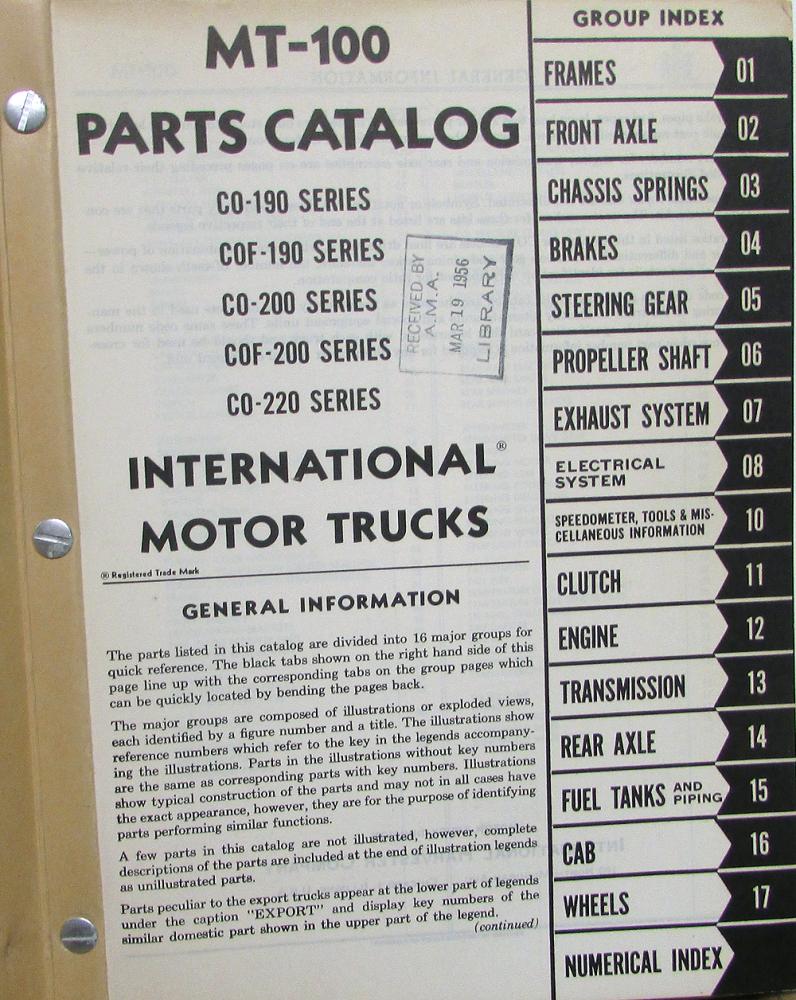 MT-100
PARTS CATALOG
CO-190 SERIES
COF-190 SERIES
CO-200 SERIES
COF-200 SERIES
CO-220 SERIES
RECEIVED BY
A.M.A.
MAR 19 1956
LIBRARY
INTERNATIONAL®
MOTOR TRUCKS
® Registered Trade Mark
GENERAL INFORMATION
The parts listed in this catalog are divided into 16 major groups for
quick reference. The black tabs shown on the right hand side of this
page line up with the corresponding tabs on the group pages which
can be quickly located by bending the pages back.
The major groups are composed of illustrations or exploded views,
each identified by a figure number and a title. The illustrations show
reference numbers which refer to the key in the legends accompany-
ing the illustrations. Parts in the illustrations without key numbers
are the same as corresponding parts with key numbers. Illustrations
show typical construction of the parts and may not in all cases have
the exact appearance, however, they are for the purpose of identifying
parts performing similar functions.
A few parts in this catalog are not illustrated, however, complete
descriptions of the parts are included at the end of illustration legends
as unillustrated parts.
Parts peculiar to the export trucks appear at the lower part of legends
under the caption "EXPORT" and display key numbers of the
similar domestic part shown in the upper part of the legend.
(continued)
GROUP INDEX
FRAMES 01
FRONT AXLE 02
CHASSIS SPRINGS 03
BRAKES 04
STEERING GEAR 05
PROPELLER SHAFT 06
EXHAUST SYSTEM 07
ELECTRICAL
SYSTEM 08
SPEEDOMETER, TOOLS & MIS-
CELLANEOUS INFORMATION 10
CLUTCH 11
ENGINE 12
TRANSMISSION 13
REAR AXLE 14
FUEL TANKS AND PIPING 15
CAB 16
WHEELS 17
NUMERICAL INDEX